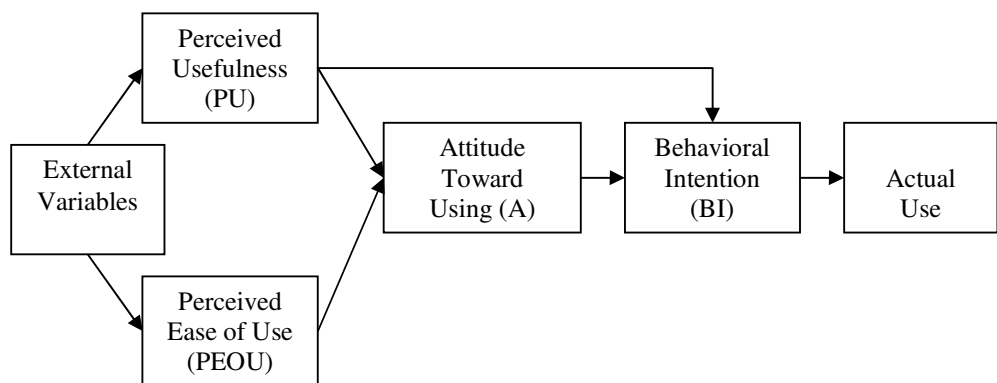 Perceived
Usefulness
(PU)
External
Variables
Perceived
Ease of Use
(PEOU)
Attitude
Toward
Using (A)
Behavioral
Intention
(BI)
Actual
Use